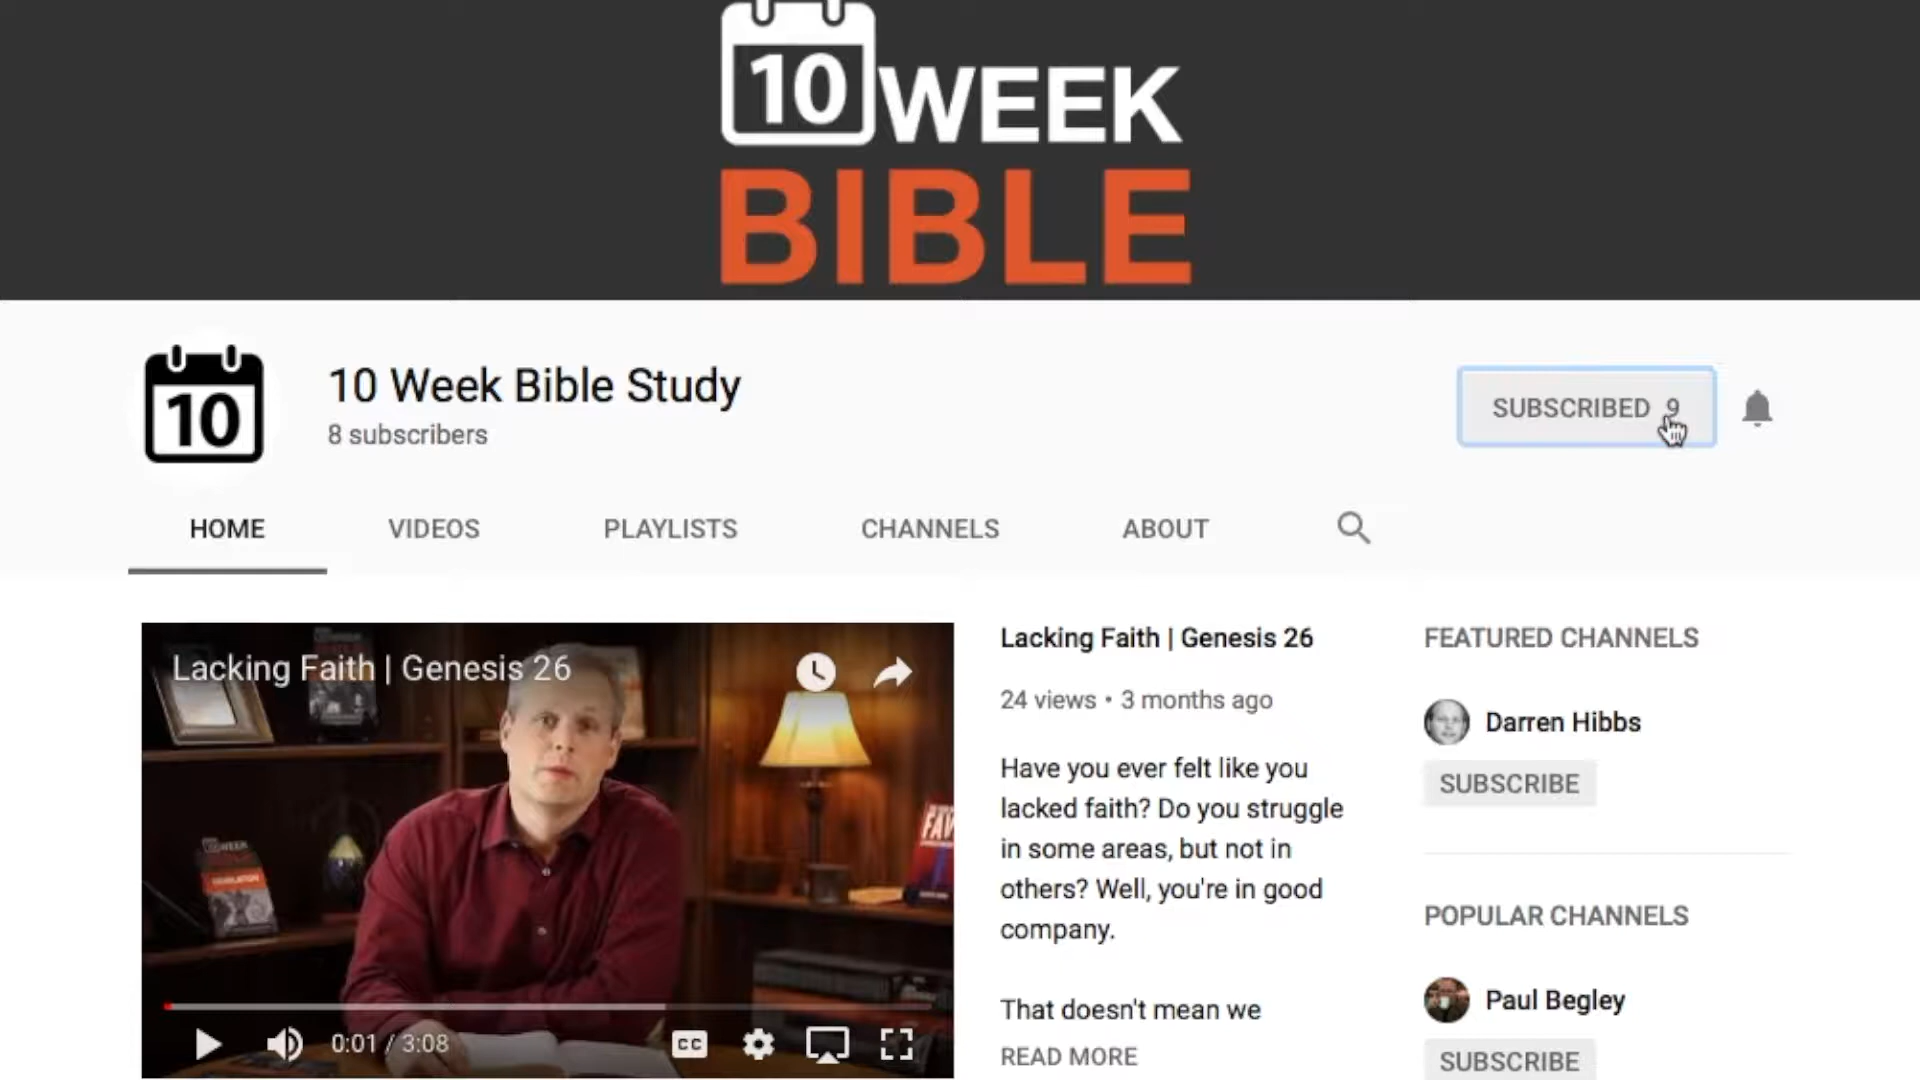 10 WEEK
BIBLE
10
10 Week Bible Study
8 subscribers
SUBSCRIBED 9
HOME
VIDEOS
PLAYLISTS
CHANNELS
ABOUT
Lacking Faith | Genesis 26
WEEK
FAV
0:01 / 3:08
CC
Lacking Faith | Genesis 26
24 views • 3 months ago
Have you ever felt like you
lacked faith? Do you struggle
in some areas, but not in
others? Well, you're in good
company.
That doesn't mean we
READ MORE
FEATURED CHANNELS
Darren Hibbs
SUBSCRIBE
POPULAR CHANNELS
Paul Begley
SUBSCRIBE